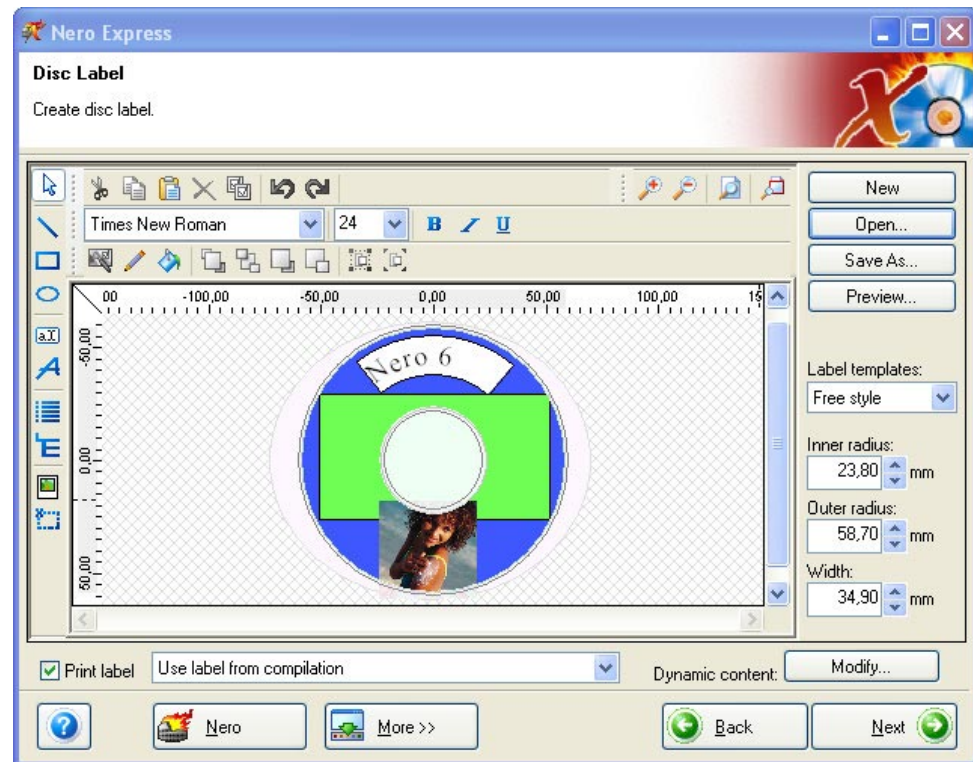 Nero Express
Disc Label
Create disc label.
New
Times New Roman 24 B I U
Open...
Save As...
Preview...
00 -100,00 -50,00 0,00 50,00 100,00 15
-50,00
0,00
50,00
Nero 6
Label templates:
Free style
Inner radius:
23,80 mm
Outer radius:
58,70 mm
Width:
34,90 mm
Print label Use label from compilation Dynamic content: Modify...
Nero More >> Back Next